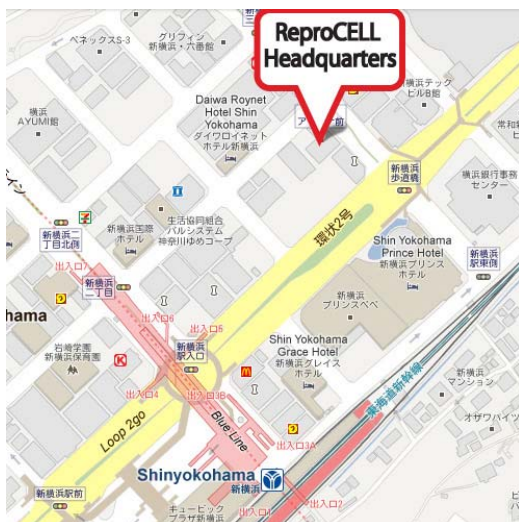 ReproCELL
Headquarters
グリフィン
新横浜・六番館
ベネックスS-3
新横浜テック
ビルB館
横浜
AYUMI館
Daiwa Roynet
Hotel Shin
Yokohama
ダイワロイネット
ホテル新横浜
新横浜
歩道橋
横浜銀行事務
センター
新横浜二
丁目北側
新横浜国際
ホテル
生活協同組合
パルシステム
神奈川ゆめコープ
環状2号
Shin Yokohama
Prince Hotel
新横浜プリンス
ホテル
新横浜
駅東側
出入口7
新横浜
二丁目
新横浜
プリンスペペ
hama
出入口6
出入口5
岩崎学園
新横浜保育園
新横浜
駅入口
Shin Yokohama
Grace Hotel
新横浜グレイス
ホテル
東海道新幹線
新横浜
マンション
出入口4
出入口3B
オザワハイツ
Loop 2go
Blue Line
出入口3A
Shinyokohama
新横浜
新横浜駅前
キュービック
プラザ新横浜
出入口1
出入口2